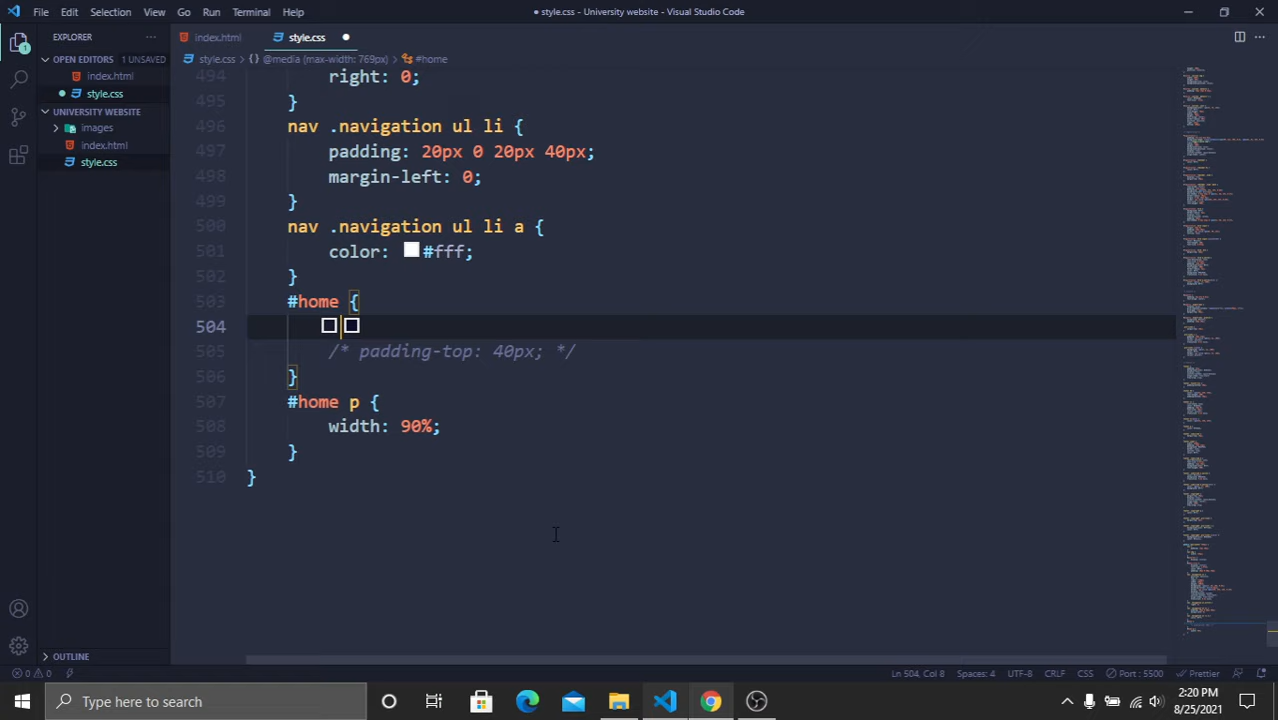 File Edit Selection View Go Run Terminal Help
● style.css - University website - Visual Studio Code
EXPLORER
index.html
style.css
OPEN EDITORS 1 UNSAVED
style.css > {} @media (max-width: 769px) > #home
index.html
style.css
UNIVERSITY WEBSITE
images
index.html
style.css
494 right: 0;
495 }
496 nav .navigation ul li {
497 padding: 20px 0 20px 40px;
498 margin-left: 0;
499 }
500 nav .navigation ul li a {
501 color: #fff;
502 }
503 #home {
504
505 /* padding-top: 40px; */
506 }
507 #home p {
508 width: 90%;
509 }
510 }
OUTLINE
0 0
Ln 504, Col 8 Spaces: 4 UTF-8 CRLF CSS Port : 5500 Prettier
Type here to search
2:20 PM
8/25/2021
1